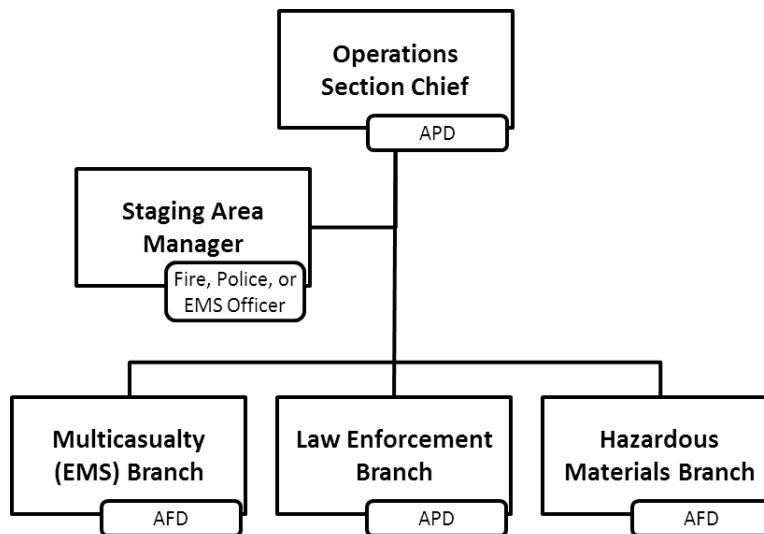 Operations
Section Chief
APD
Staging Area
Manager
Fire, Police, or
EMS Officer
Multicasualty
(EMS) Branch
AFD
Law Enforcement
Branch
APD
Hazardous
Materials Branch
AFD